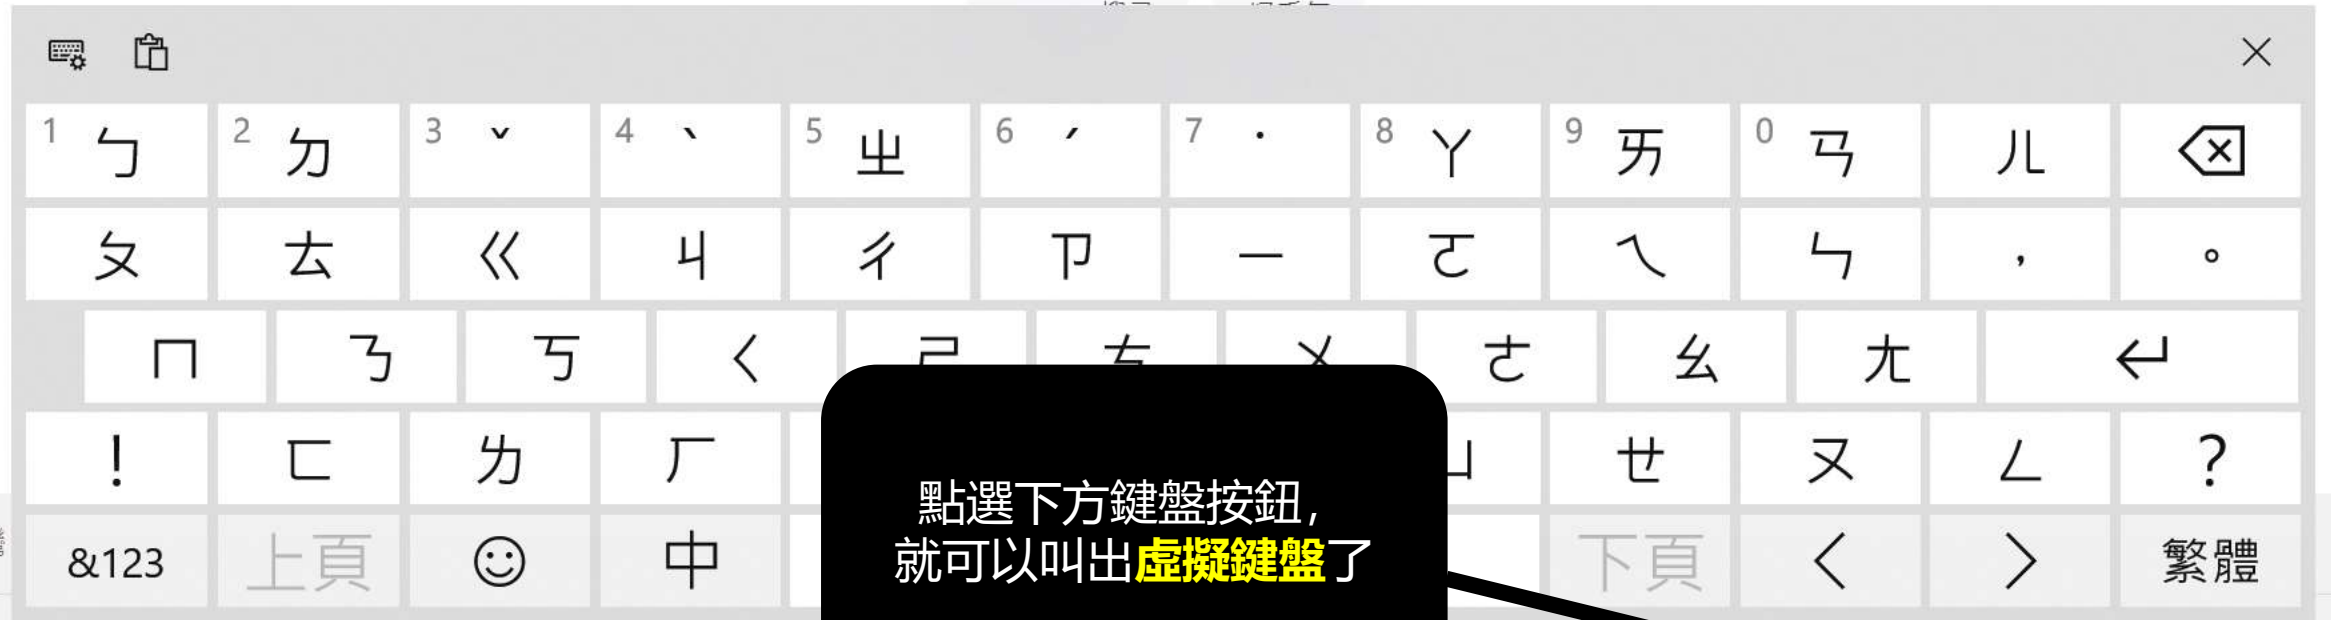 1 ㄅ 2 ㄉ 3 ˇ 4 ˋ 5 ㄓ 6 ˊ 7 ˙ 8 ㄚ 9 ㄞ 0 ㄢ ㄦ
ㄆ ㄊ ㄍ ㄐ ㄔ ㄗ ㄧ ㄛ ㄟ ㄣ , 。
ㄇ ㄋ ㄎ ㄑ ㄕ ㄘ ㄨ ㄜ ㄠ ㄤ
! ㄈ ㄌ ㄏ ㄩ ㄝ ㄡ ㄥ ?
&123 上頁 中 下頁 < > 繁體
點選下方鍵盤按鈕,
就可以叫出虛擬鍵盤了